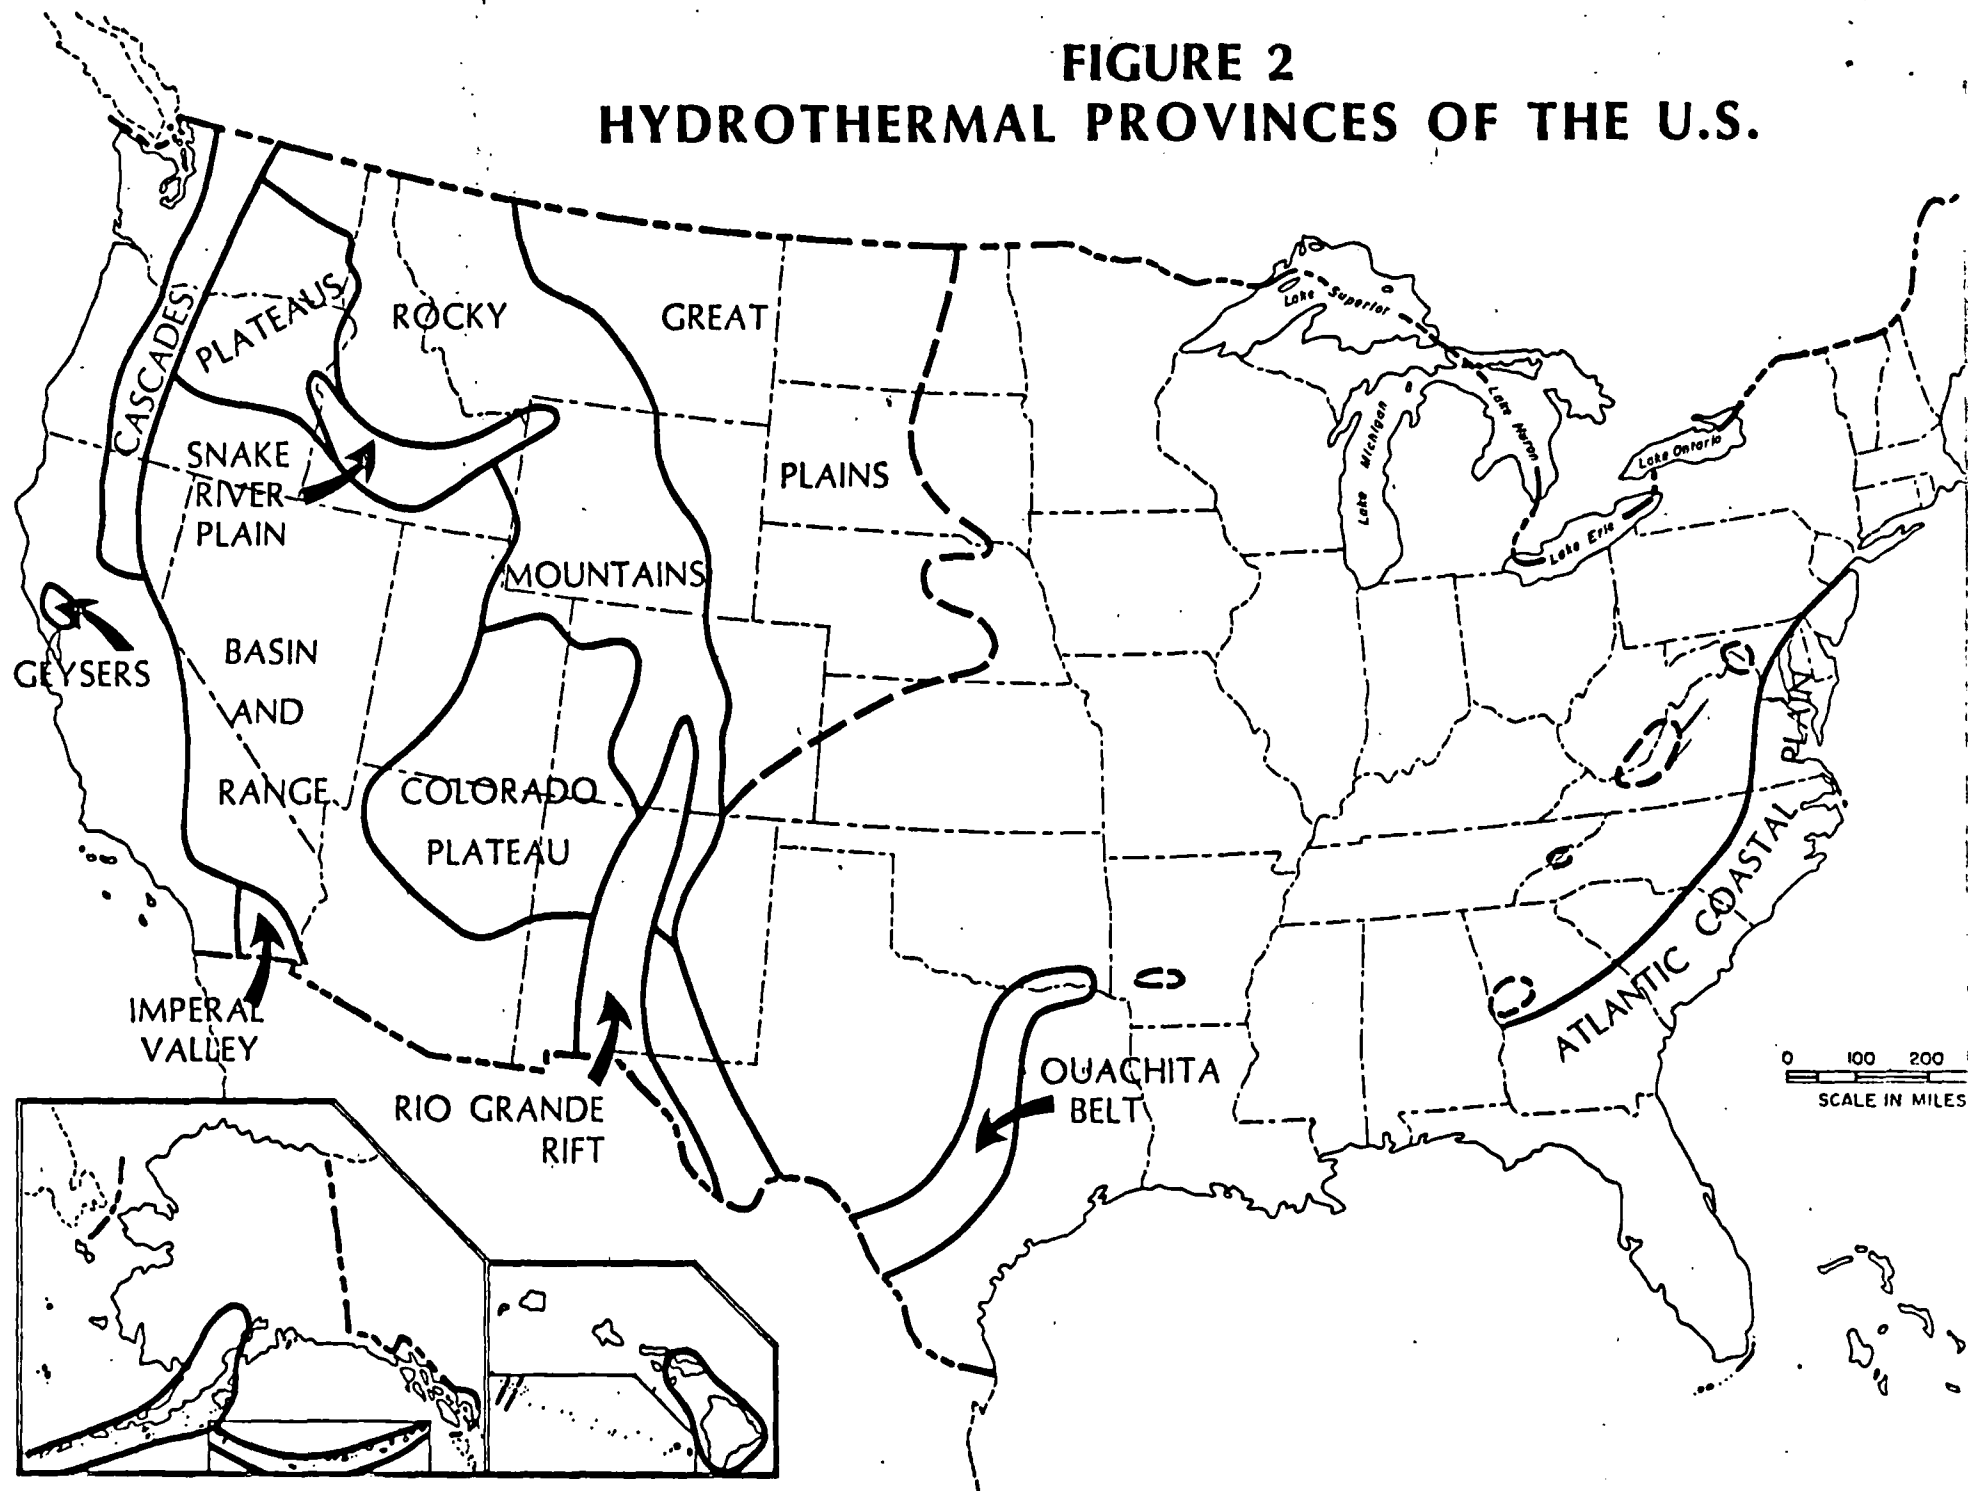 FIGURE 2
HYDROTHERMAL PROVINCES OF THE U.S.
CASCADES
PLATEAUS
ROCKY
MOUNTAINS
GREAT
PLAINS
Lake Superior
Lake Michigan
Lake Huron
Lake Ontario
Lake Erie
SNAKE
RIVER
PLAIN
GEYSERS
BASIN
AND
RANGE
COLORADO
PLATEAU
IMPERAL
VALLEY
RIO GRANDE
RIFT
OUACHITA
BELT
ATLANTIC COASTAL PLAIN
0 100 200
SCALE IN MILES